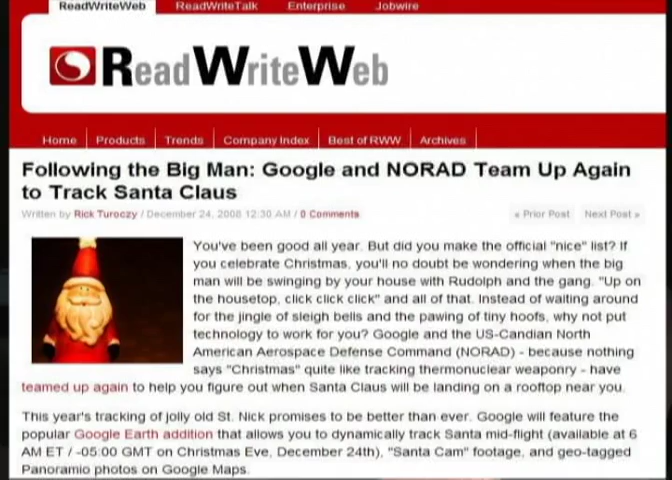 ReadWriteWeb ReadWriteTalk Enterprise Jobwire
ReadWriteWeb
Home Products Trends Company Index Best of RWW Archives
Following the Big Man: Google and NORAD Team Up Again
to Track Santa Claus
Written by Rick Turoczy / December 24, 2008 12:30 AM / 0 Comments
« Prior Post Next Post »
You've been good all year. But did you make the official "nice" list? If
you celebrate Christmas, you'll no doubt be wondering when the big
man will be swinging by your house with Rudolph and the gang. "Up on
the housetop, click click click" and all of that. Instead of waiting around
for the jingle of sleigh bells and the pawing of tiny hoofs, why not put
technology to work for you? Google and the US-Candian North
American Aerospace Defense Command (NORAD) - because nothing
says "Christmas" quite like tracking thermonuclear weaponry - have
teamed up again to help you figure out when Santa Claus will be landing on a rooftop near you.
This year's tracking of jolly old St. Nick promises to be better than ever. Google will feature the
popular Google Earth addition that allows you to dynamically track Santa mid-flight (available at 6
AM ET / -05:00 GMT on Christmas Eve, December 24th), "Santa Cam" footage, and geo-tagged
Panoramio photos on Google Maps.